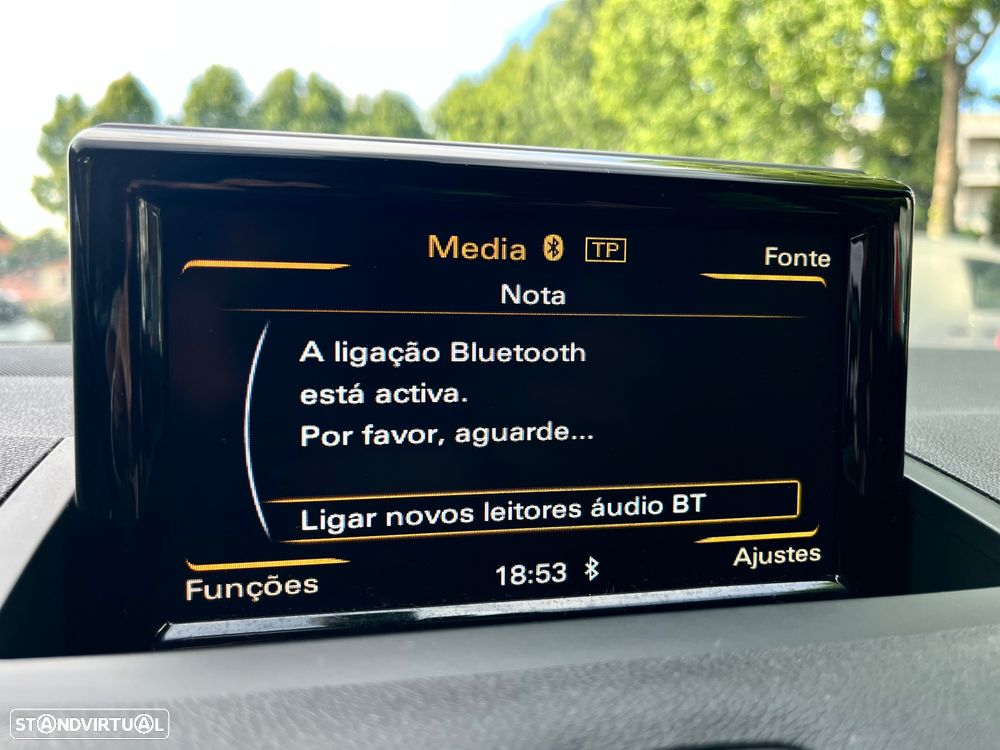 Media TP
Fonte
Nota
A ligação Bluetooth
está activa.
Por favor, aguarde...
Ligar novos leitores áudio BT
Funções
18:53
Ajustes
STANDVIRTUAL